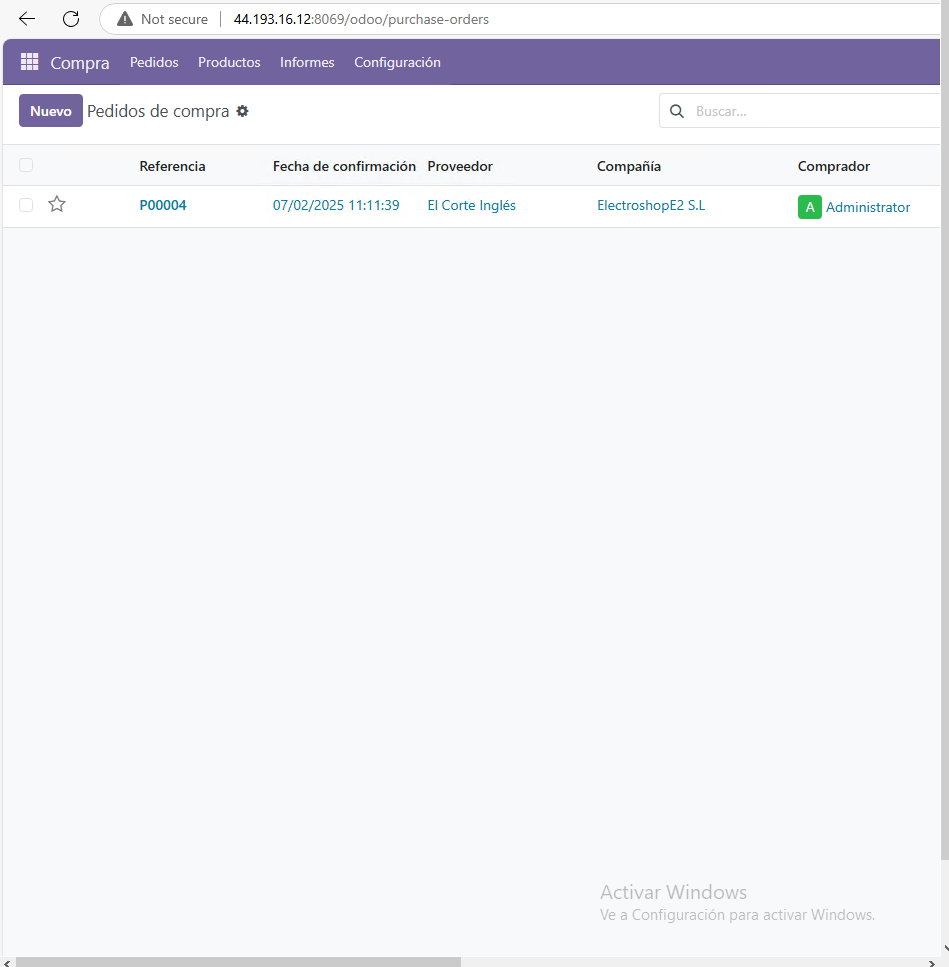 Not secure 44.193.16.12:8069/odoo/purchase-orders
Compra Pedidos Productos Informes Configuración
Nuevo Pedidos de compra Buscar...
Referencia Fecha de confirmación Proveedor Compañía Comprador
P00004 07/02/2025 11:11:39 El Corte Inglés ElectroshopE2 S.L A Administrator
Activar Windows
Ve a Configuración para activar Windows.